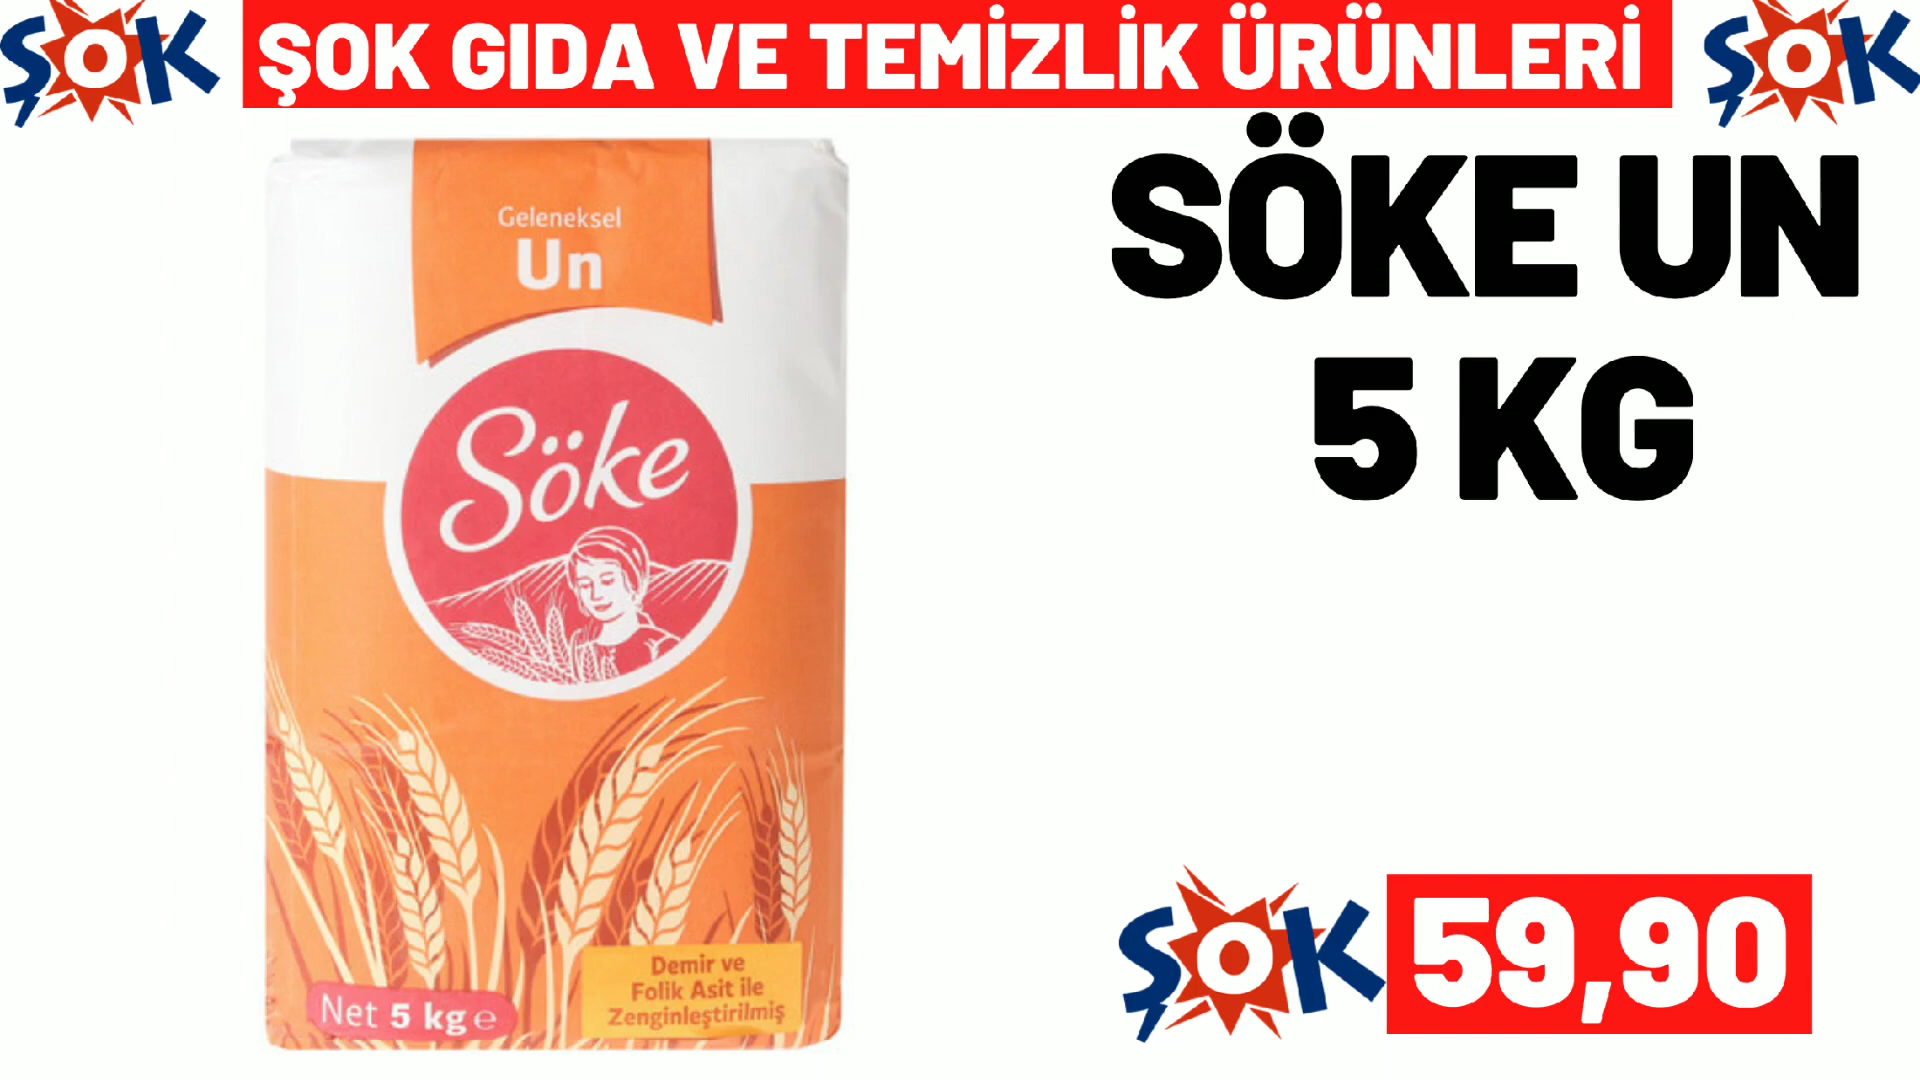 ŞOK ŞOK GIDA VE TEMİZLİK ÜRÜNLERİ ŞOK
SÖKE UN
5 KG
Geleneksel
Un
Söke
Net 5 kg e
Demir ve
Folik Asit ile
Zenginleştirilmiş
ŞOK 59,90